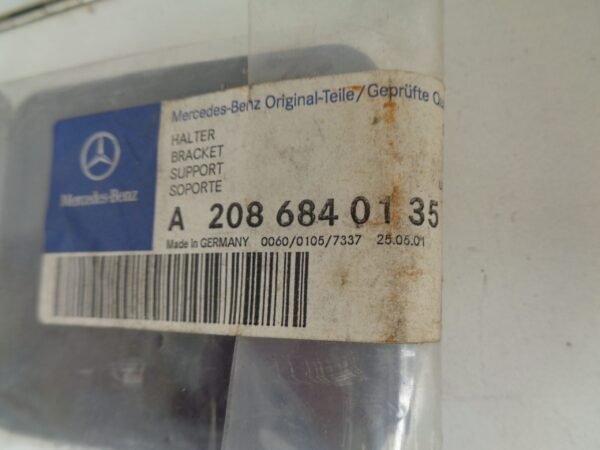 Mercedes-Benz Original-Teile/Geprüfte
HALTER
BRACKET
SUPPORT
SOPORTE
Mercedes-Benz
A 208 684 01 35
Made in GERMANY 0060/0105/7337 25.05.01